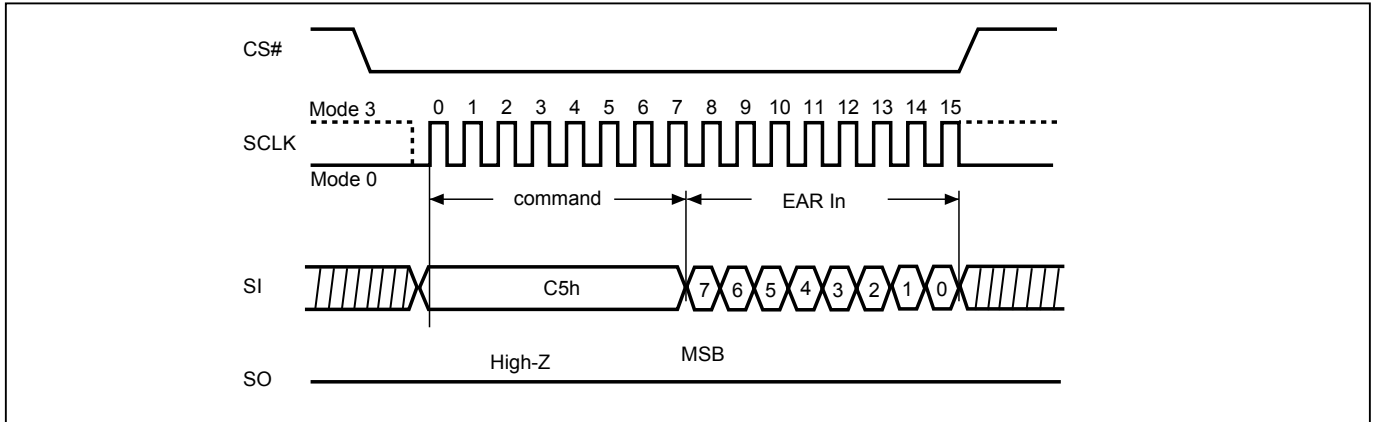 CS#
Mode 3 0 1 2 3 4 5 6 7 8 9 10 11 12 13 14 15
SCLK
Mode 0
command EAR In
SI C5h 7 6 5 4 3 2 1 0
High-Z MSB
SO